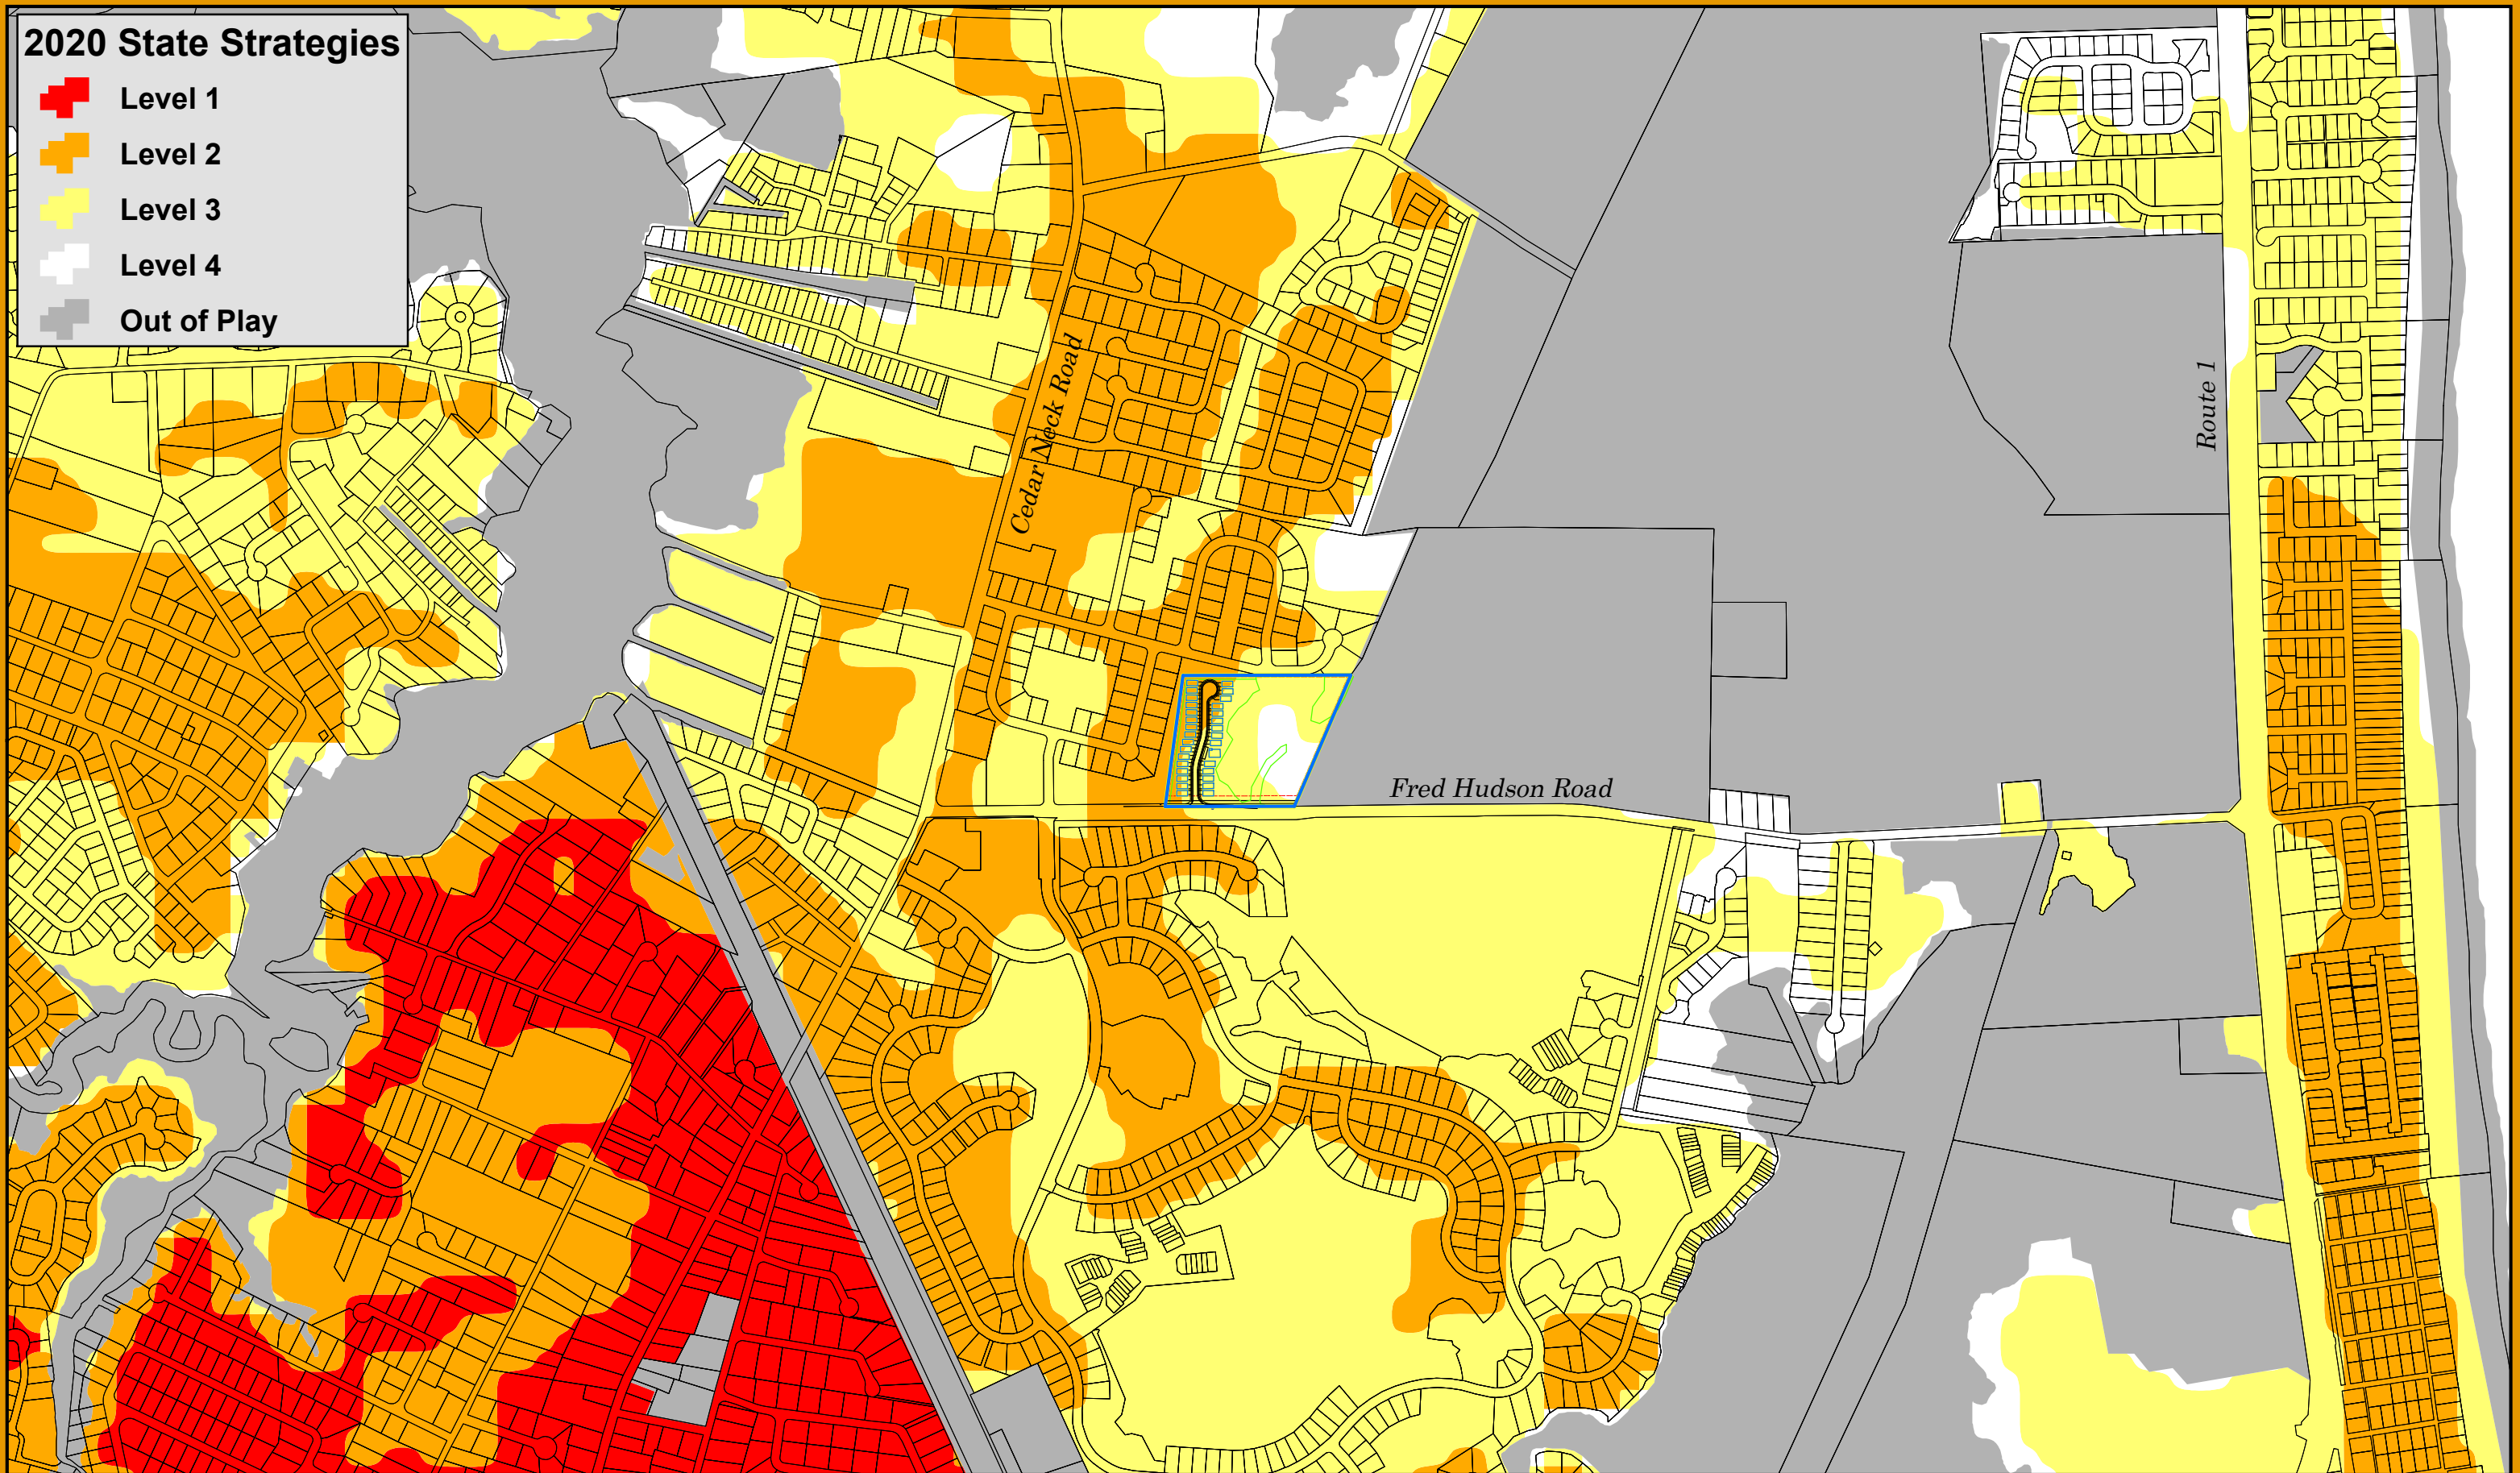 2020 State Strategies
Level 1
Level 2
Level 3
Level 4
Out of Play
Cedar Neck Road
Route 1
Fred Hudson Road